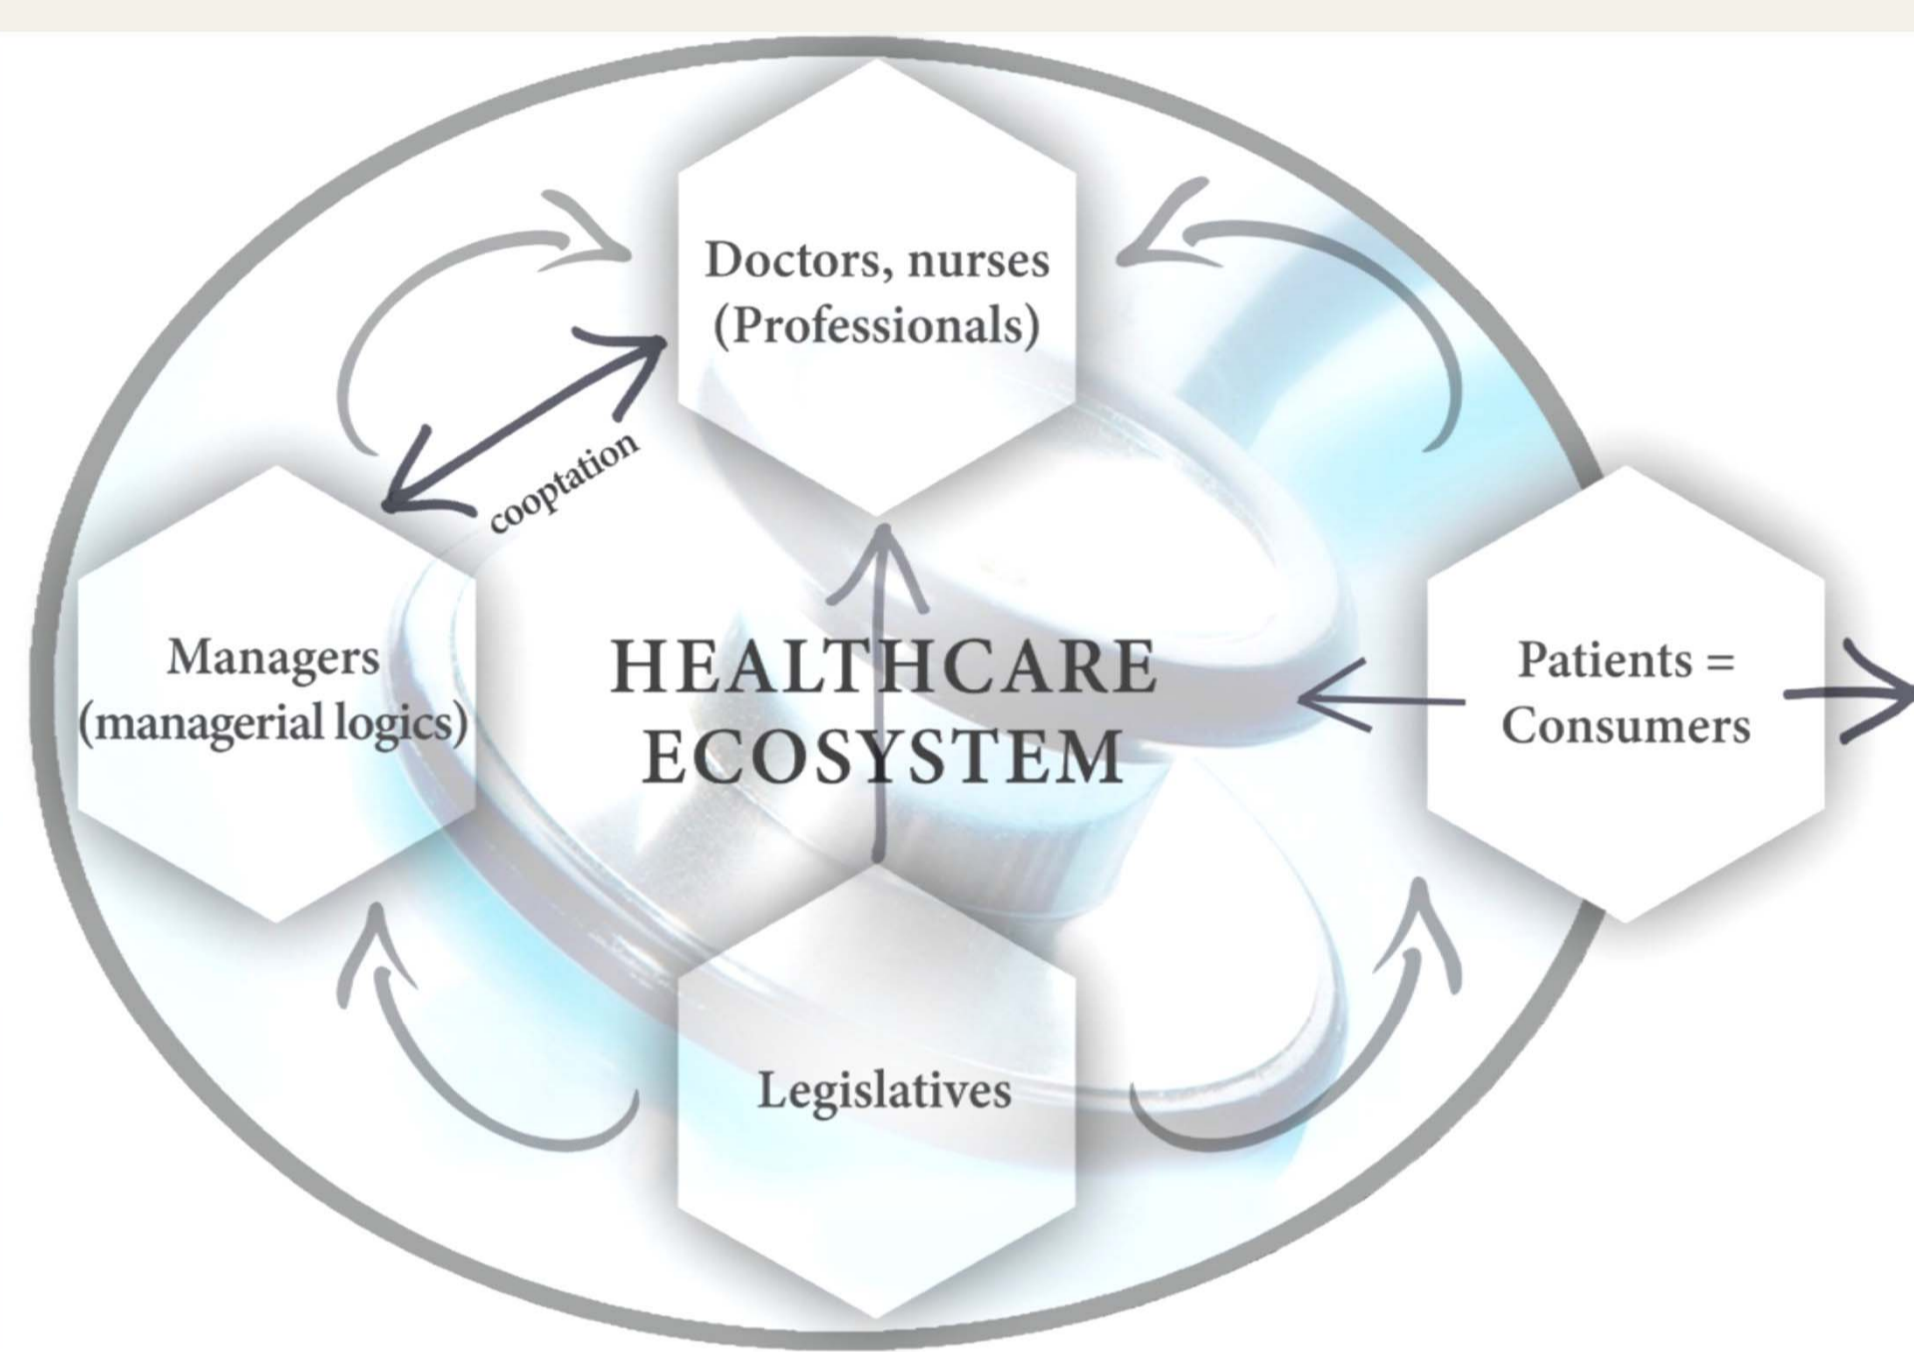 Doctors, nurses
(Professionals)
cooptation
Managers
(managerial logics)
HEALTHCARE
ECOSYSTEM
Patients =
Consumers
Legislatives